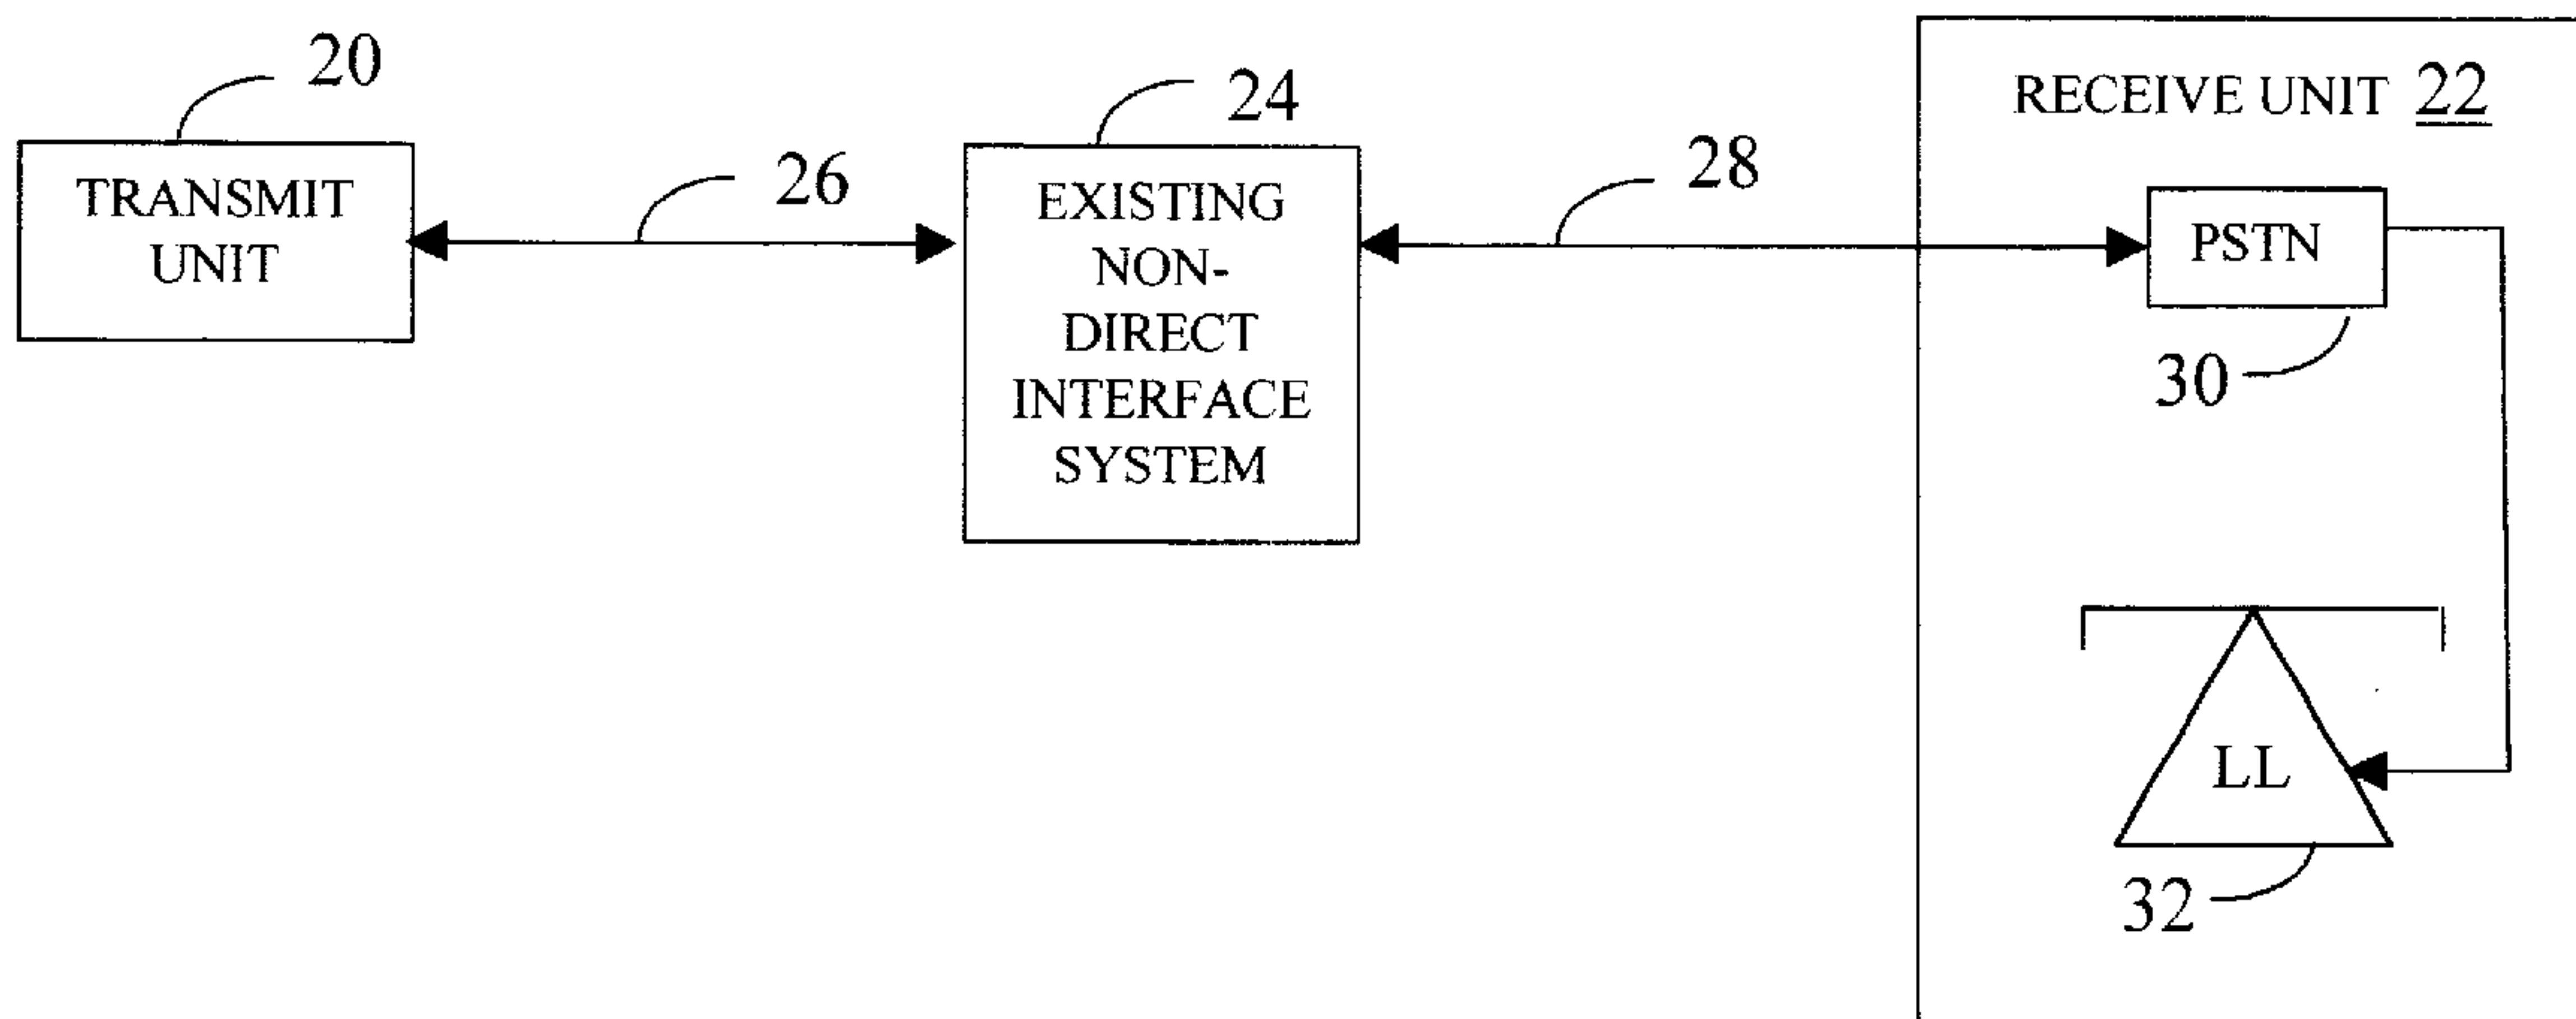 20
TRANSMIT
UNIT
26
24
EXISTING
NON-
DIRECT
INTERFACE
SYSTEM
28
RECEIVE UNIT 22
PSTN
30
LL
32